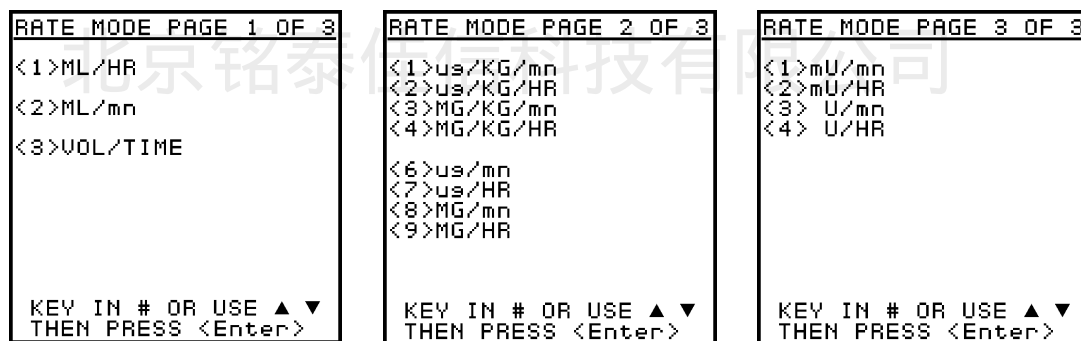 RATE MODE PAGE 1 OF 3
<1>ML/HR
<2>ML/mn
<3>VOL/TIME
KEY IN # OR USE ▲ ▼
THEN PRESS <Enter>
RATE MODE PAGE 2 OF 3
<1>ug/KG/mn
<2>ug/KG/HR
<3>MG/KG/mn
<4>MG/KG/HR
<6>ug/mn
<7>ug/HR
<8>MG/mn
<9>MG/HR
KEY IN # OR USE ▲ ▼
THEN PRESS <Enter>
RATE MODE PAGE 3 OF 3
<1>mU/mn
<2>mU/HR
<3> U/mn
<4> U/HR
KEY IN # OR USE ▲ ▼
THEN PRESS <Enter>
北京铭泰佳信科技有限公司